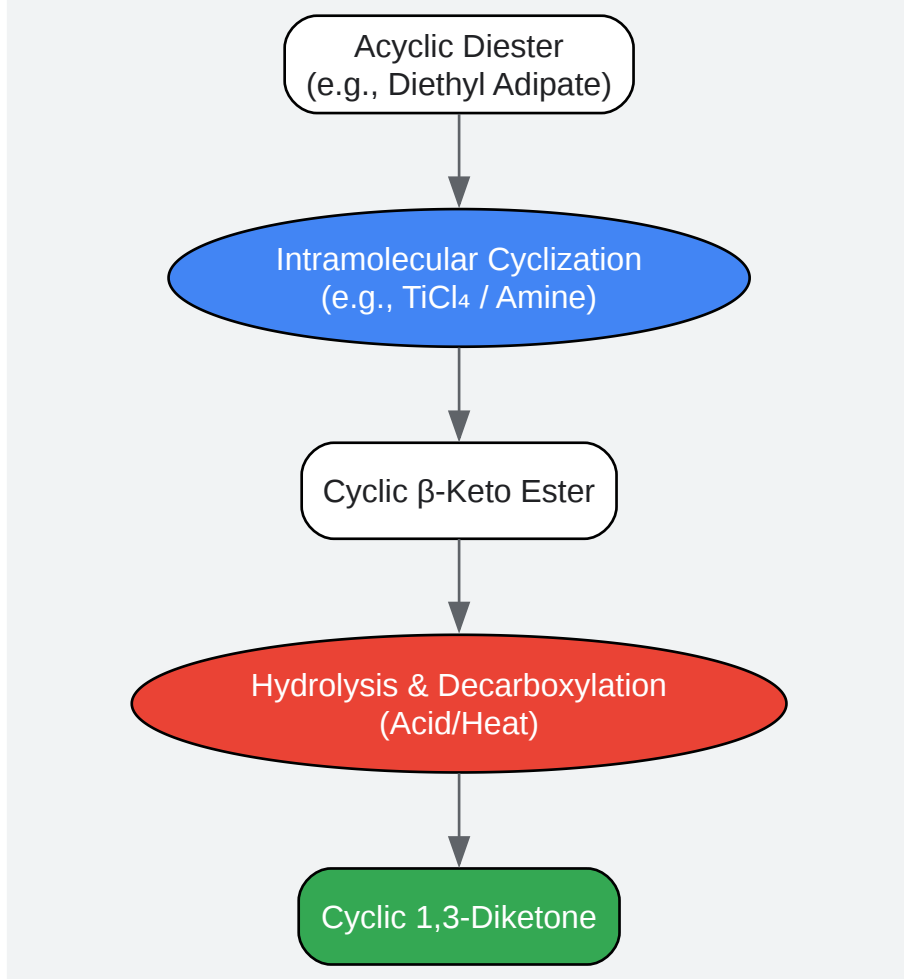 Acyclic Diester
(e.g., Diethyl Adipate)
Intramolecular Cyclization
(e.g., TiCl₄ / Amine)
Cyclic β-Keto Ester
Hydrolysis & Decarboxylation
(Acid/Heat)
Cyclic 1,3-Diketone